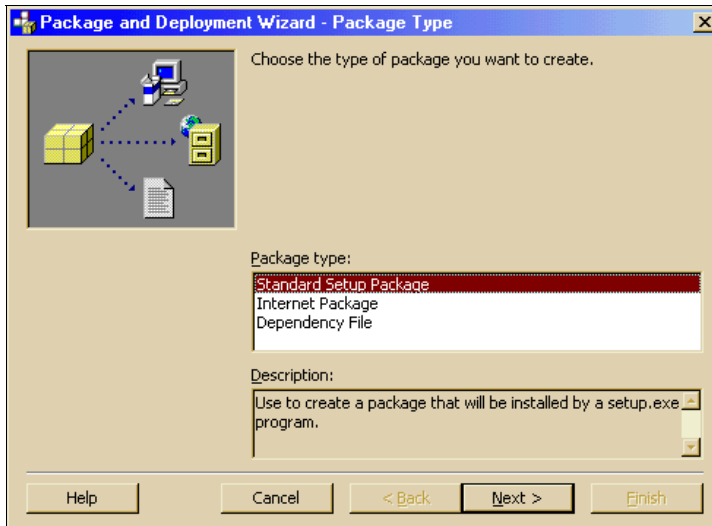 Package and Deployment Wizard - Package Type
Choose the type of package you want to create.
Package type:
Standard Setup Package
Internet Package
Dependency File
Description:
Use to create a package that will be installed by a setup.exe
program.
Help
Cancel
< Back
Next >
Finish